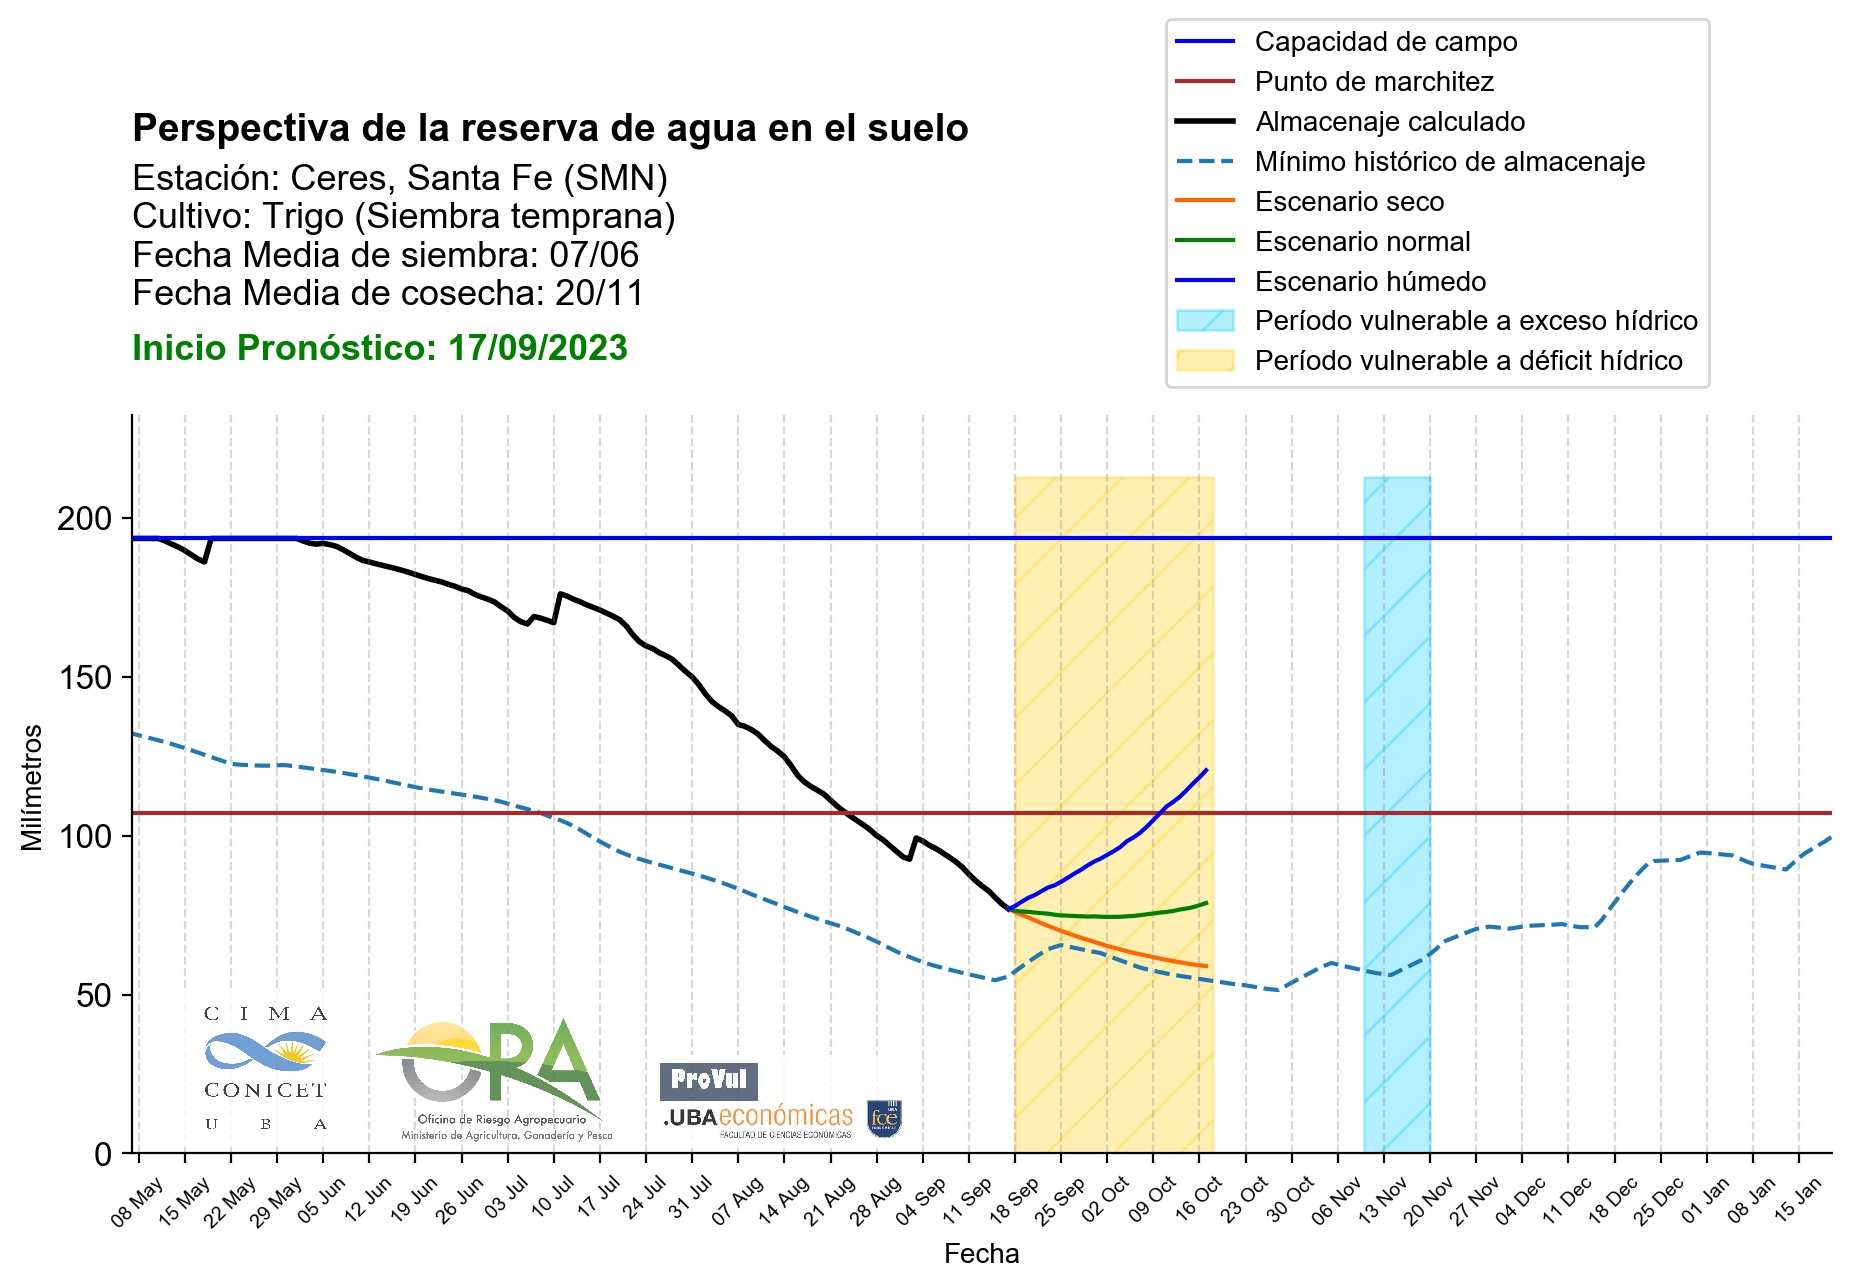 Capacidad de campo
Punto de marchitez
Almacenaje calculado
Mínimo histórico de almacenaje
Escenario seco
Escenario normal
Escenario húmedo
Período vulnerable a exceso hídrico
Período vulnerable a déficit hídrico
Perspectiva de la reserva de agua en el suelo
Estación: Ceres, Santa Fe (SMN)
Cultivo: Trigo (Siembra temprana)
Fecha Media de siembra: 07/06
Fecha Media de cosecha: 20/11
Inicio Pronóstico: 17/09/2023
200
150
100
50
0
Milímetros
CIMA
CONICET
UBA
ORA
Oficina de Riesgo Agropecuario
Ministerio de Agricultura, Ganadería y Pesca
ProVul
.UBAeconómicas
FACULTAD DE CIENCIAS ECONÓMICAS
fce
08 May
15 May
22 May
29 May
05 Jun
12 Jun
19 Jun
26 Jun
03 Jul
10 Jul
17 Jul
24 Jul
31 Jul
07 Aug
14 Aug
21 Aug
28 Aug
04 Sep
11 Sep
18 Sep
25 Sep
02 Oct
09 Oct
16 Oct
23 Oct
30 Oct
06 Nov
13 Nov
20 Nov
27 Nov
04 Dec
11 Dec
18 Dec
25 Dec
01 Jan
08 Jan
15 Jan
Fecha